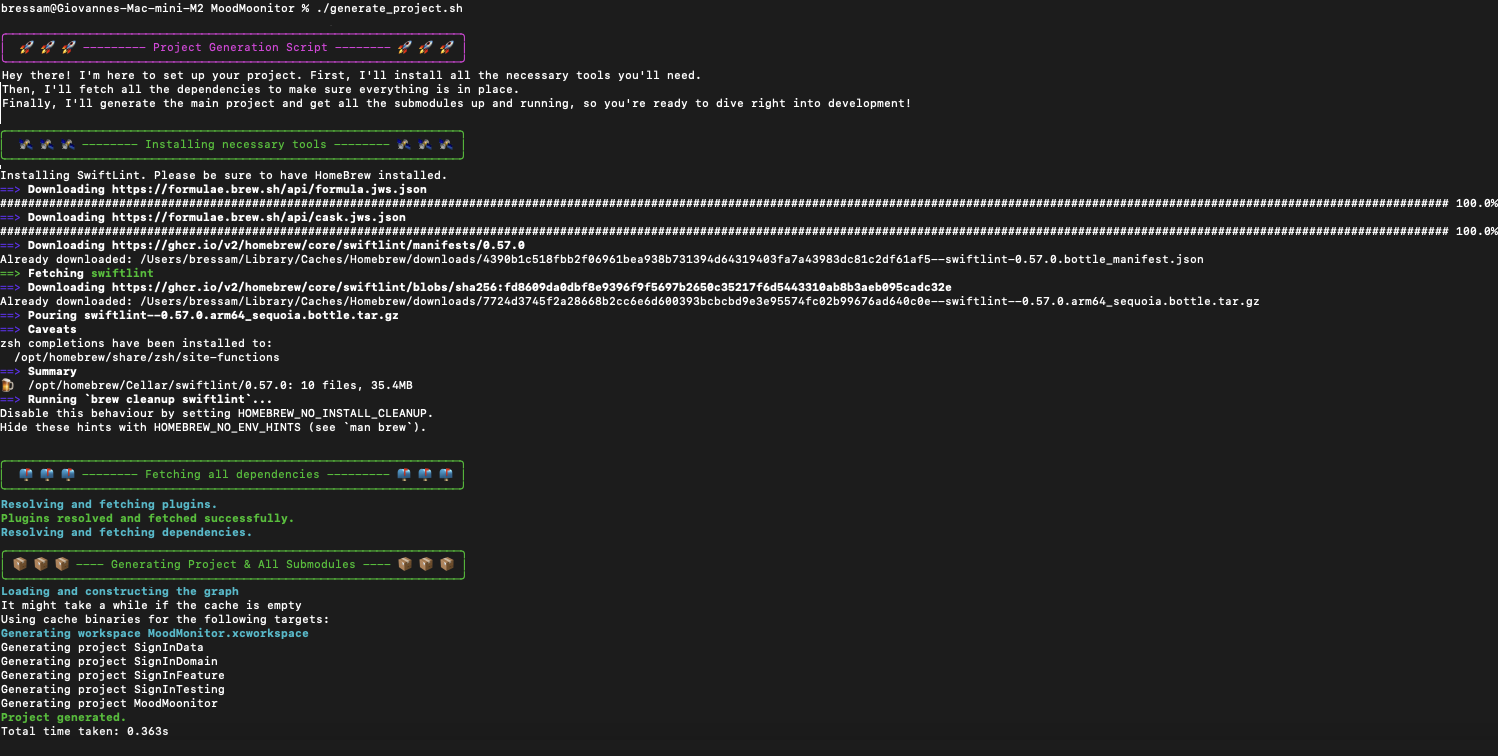 bressam@Giovannes-Mac-mini-M2 MoodMoonitor % ./generate_project.sh
🚀 🚀 🚀 --------- Project Generation Script -------- 🚀 🚀 🚀
Hey there! I'm here to set up your project. First, I'll install all the necessary tools you'll need.
Then, I'll fetch all the dependencies to make sure everything is in place.
Finally, I'll generate the main project and get all the submodules up and running, so you're ready to dive right into development!
-------- Installing necessary tools --------
Installing SwiftLint. Please be sure to have HomeBrew installed.
==> Downloading https://formulae.brew.sh/api/formula.jws.json
############################################################ 100.0%
==> Downloading https://formulae.brew.sh/api/cask.jws.json
############################################################ 100.0%
==> Downloading https://ghcr.io/v2/homebrew/core/swiftlint/manifests/0.57.0
Already downloaded: /Users/bressam/Library/Caches/Homebrew/downloads/4390b1c518fbb2f06961bea938b731394d64319403fa7a43983dc81c2df61af5--swiftlint-0.57.0.bottle_manifest.json
==> Fetching swiftlint
==> Downloading https://ghcr.io/v2/homebrew/core/swiftlint/blobs/sha256:fd8609da0dbf8e9396f9f5697b2650c35217f6d5443310ab8b3aeb095cadc32e
Already downloaded: /Users/bressam/Library/Caches/Homebrew/downloads/7724d3745f2a28668b2cc6e6d600393bcbcbd9e3e95574fc02b99676ad640c0e--swiftlint--0.57.0.arm64_sequoia.bottle.tar.gz
==> Pouring swiftlint--0.57.0.arm64_sequoia.bottle.tar.gz
==> Caveats
zsh completions have been installed to:
  /opt/homebrew/share/zsh/site-functions
==> Summary
🍺  /opt/homebrew/Cellar/swiftlint/0.57.0: 10 files, 35.4MB
==> Running `brew cleanup swiftlint`...
Disable this behaviour by setting HOMEBREW_NO_INSTALL_CLEANUP.
Hide these hints with HOMEBREW_NO_ENV_HINTS (see `man brew`).
📫 📫 📫 -------- Fetching all dependencies --------- 📫 📫 📫
Resolving and fetching plugins.
Plugins resolved and fetched successfully.
Resolving and fetching dependencies.
📦 📦 📦 ---- Generating Project & All Submodules ---- 📦 📦 📦
Loading and constructing the graph
It might take a while if the cache is empty
Using cache binaries for the following targets:
Generating workspace MoodMonitor.xcworkspace
Generating project SignInData
Generating project SignInDomain
Generating project SignInFeature
Generating project SignInTesting
Generating project MoodMoonitor
Project generated.
Total time taken: 0.363s